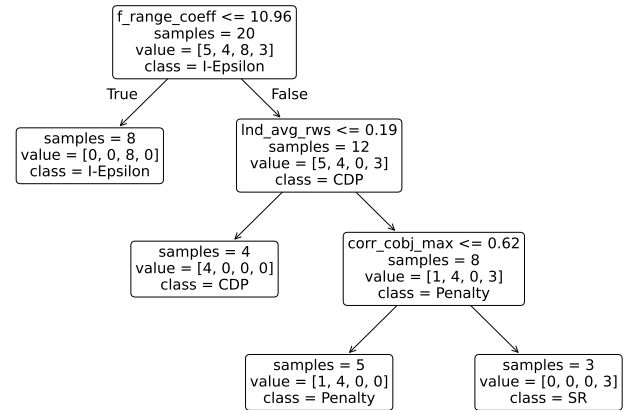 f_range_coeff <= 10.96
samples = 20
value = [5, 4, 8, 3]
class = I-Epsilon
True
False
samples = 8
value = [0, 0, 8, 0]
class = I-Epsilon
lnd_avg_rws <= 0.19
samples = 12
value = [5, 4, 0, 3]
class = CDP
samples = 4
value = [4, 0, 0, 0]
class = CDP
corr_cobj_max <= 0.62
samples = 8
value = [1, 4, 0, 3]
class = Penalty
samples = 5
value = [1, 4, 0, 0]
class = Penalty
samples = 3
value = [0, 0, 0, 3]
class = SR